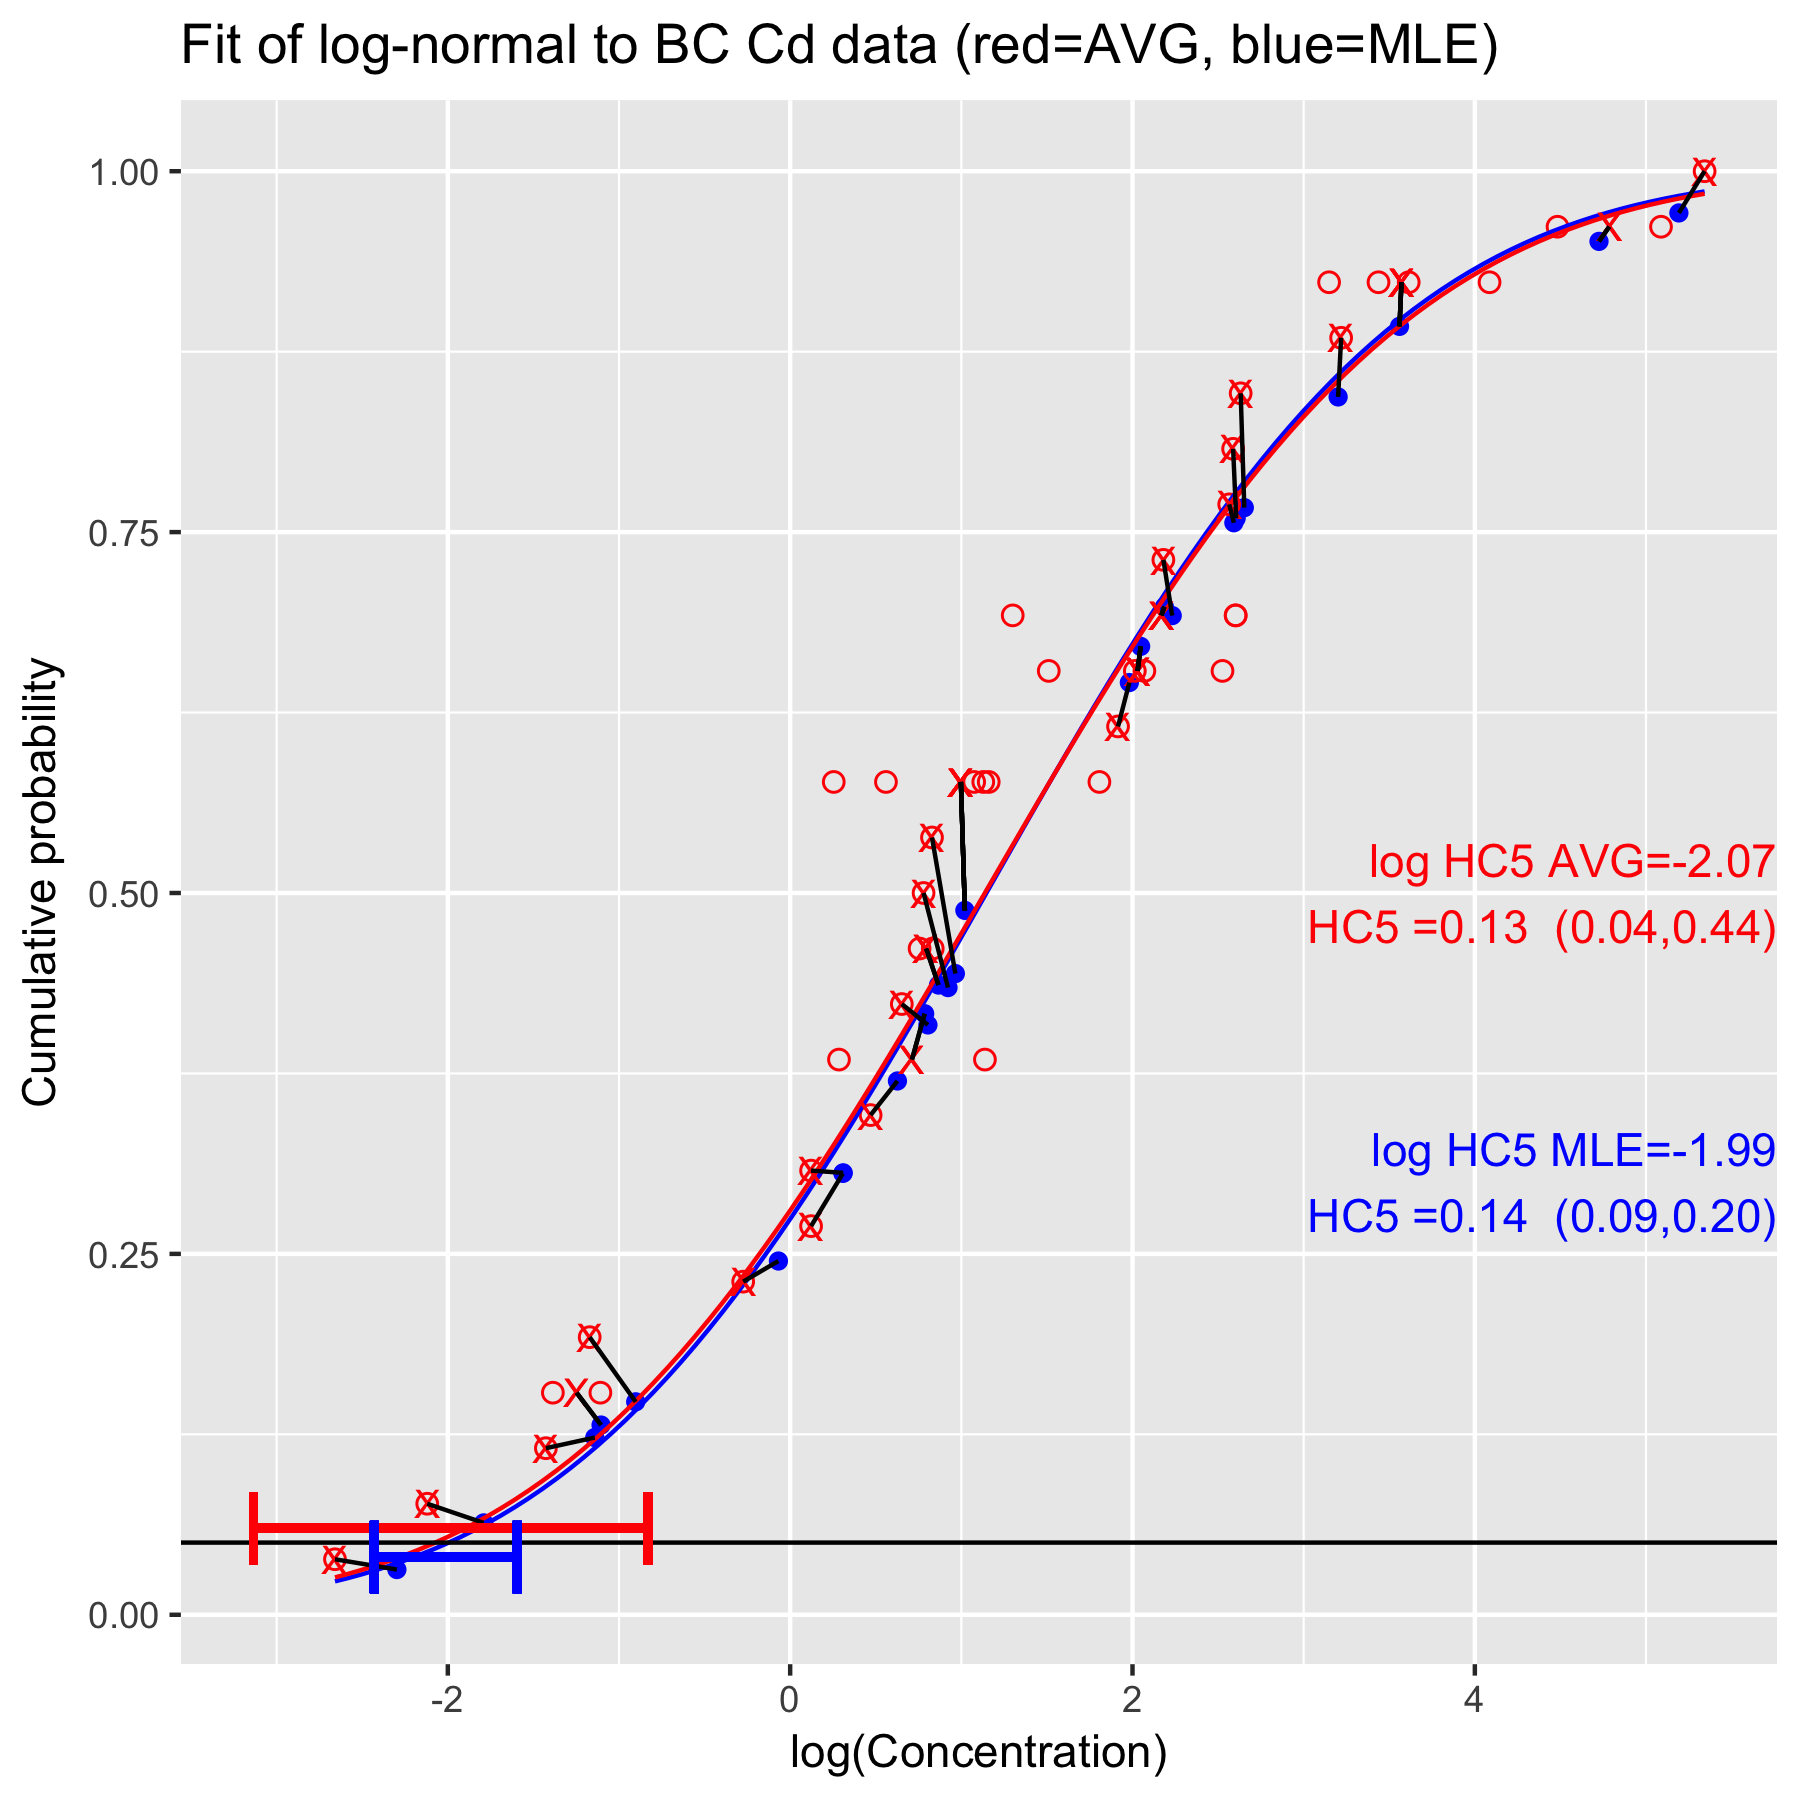 Fit of log-normal to BC Cd data (red=AVG, blue=MLE)
1.00
0.75
0.50
0.25
0.00
Cumulative probability
log HC5 AVG=-2.07
HC5 =0.13  (0.04,0.44)
log HC5 MLE=-1.99
HC5 =0.14  (0.09,0.20)
-2 0 2 4
log(Concentration)